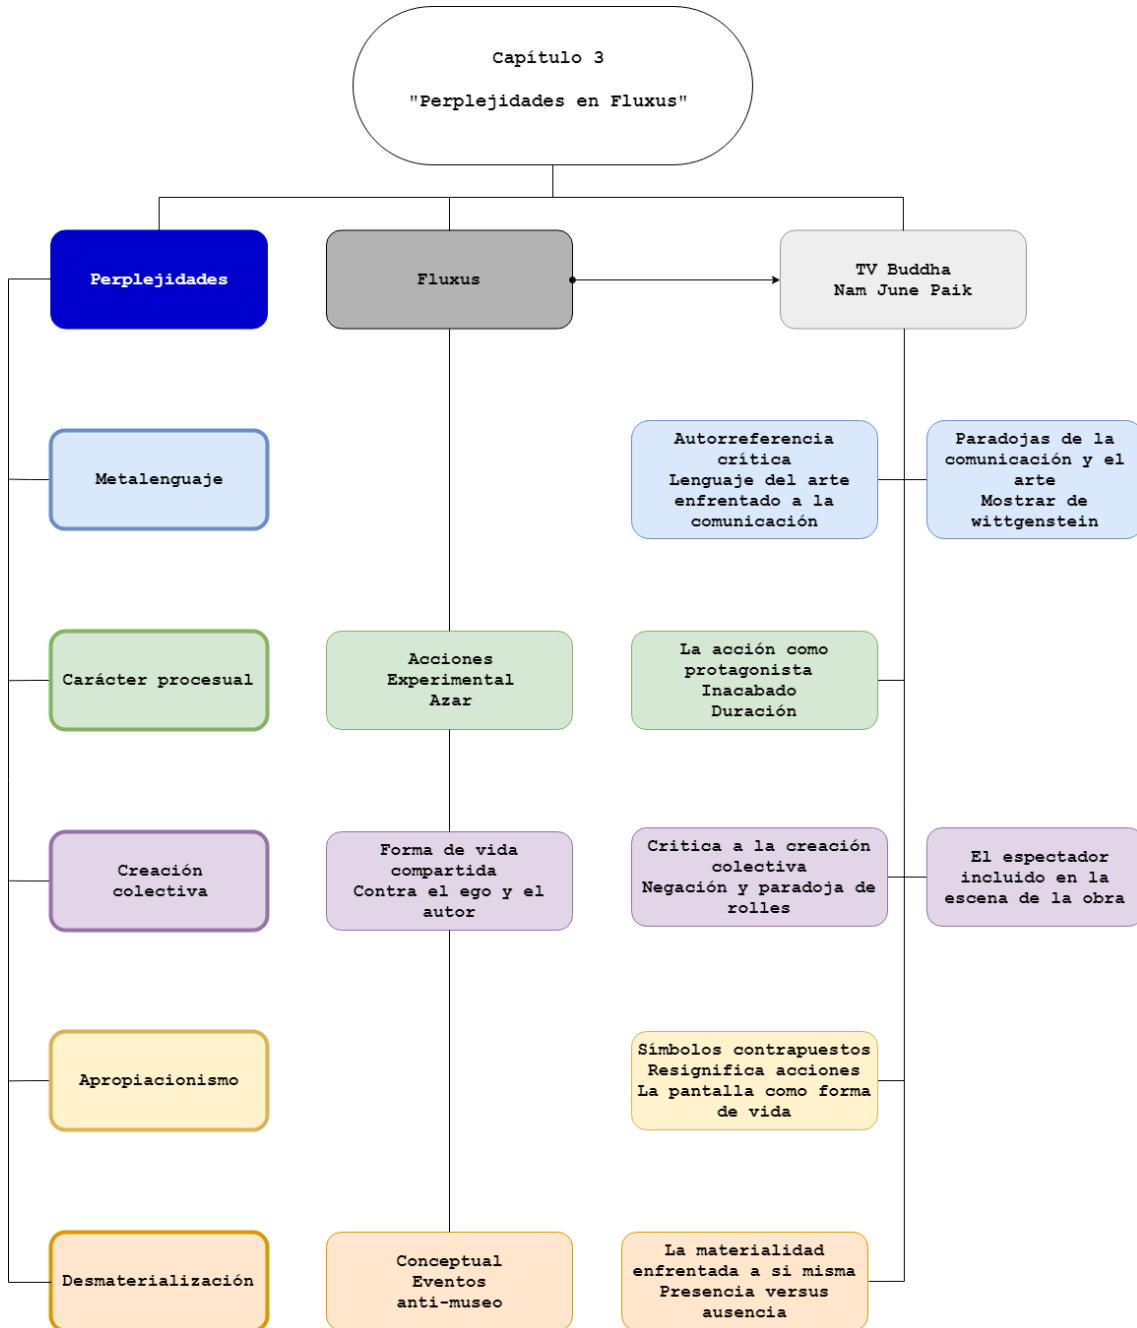 Capítulo 3
"Perplejidades en Fluxus"
Perplejidades
Fluxus
TV Buddha
Nam June Paik
Metalenguaje
Autorreferencia
crítica
Lenguaje del arte
enfrentado a la
comunicación
Paradojas de la
comunicación y el
arte
Mostrar de
wittgenstein
Carácter procesual
Acciones
Experimental
Azar
La acción como
protagonista
Inacabado
Duración
Creación
colectiva
Forma de vida
compartida
Contra el ego y el
autor
Critica a la creación
colectiva
Negación y paradoja de
rolles
El espectador
incluido en la
escena de la obra
Apropiacionismo
Símbolos contrapuestos
Resignifica acciones
La pantalla como forma
de vida
Desmaterialización
Conceptual
Eventos
anti-museo
La materialidad
enfrentada a si misma
Presencia versus
ausencia